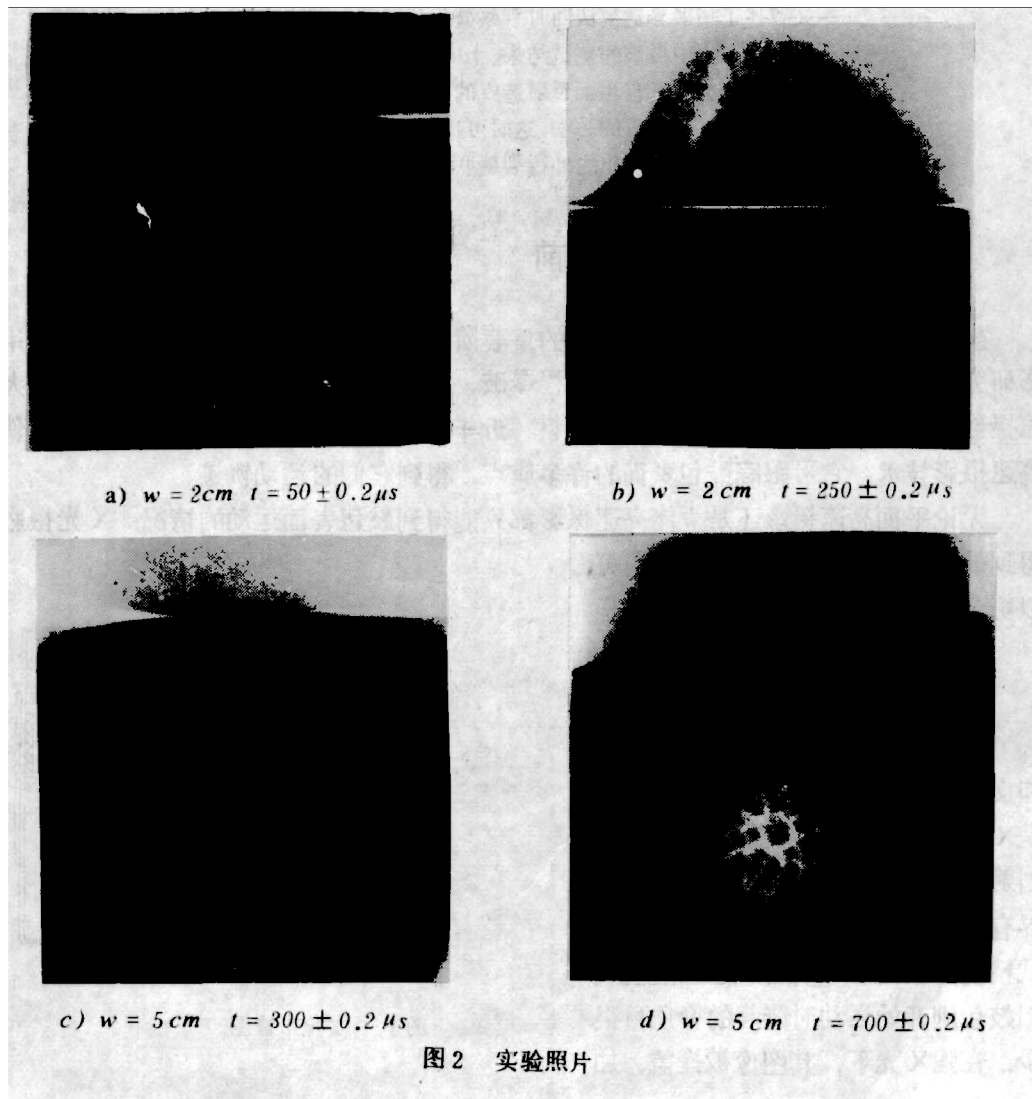 a) w = 2cm t = 50 ± 0.2μs
b) w = 2 cm t = 250 ± 0.2 μs
c) w = 5 cm t = 300 ± 0.2 μs
d) w = 5 cm t = 700 ± 0.2 μs
图 2 实验照片